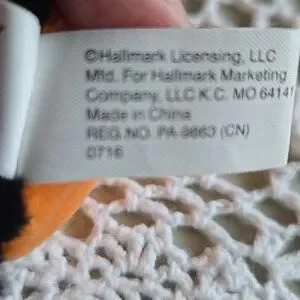 ©Hallmark Licensing, LLC
Mfd. For Hallmark Marketing
Company, LLC K.C. MO 64141
Made in China
REG. NO. PA-9863 (CN)
0716